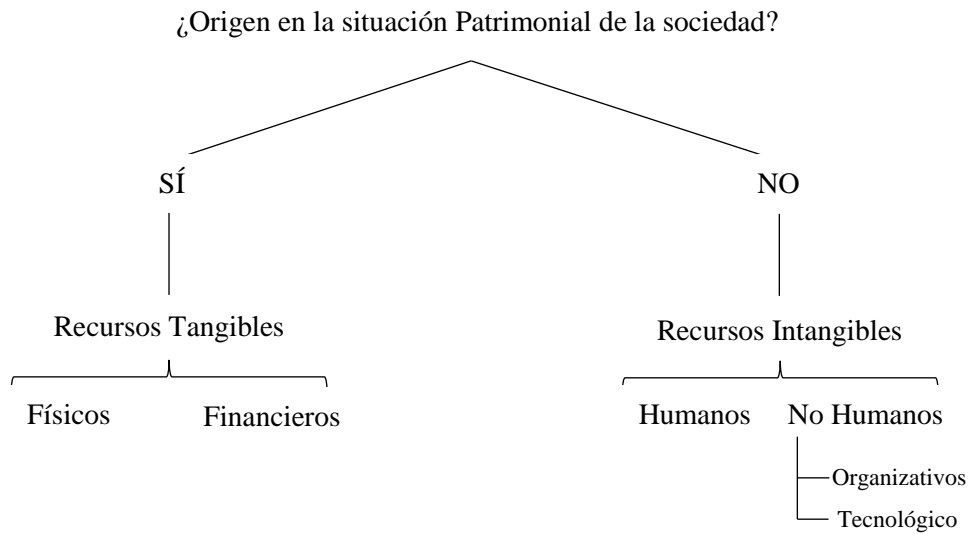 ¿Origen en la situación Patrimonial de la sociedad?
SÍ
NO
Recursos Tangibles
Recursos Intangibles
Físicos
Financieros
Humanos
No Humanos
Organizativos
Tecnológico